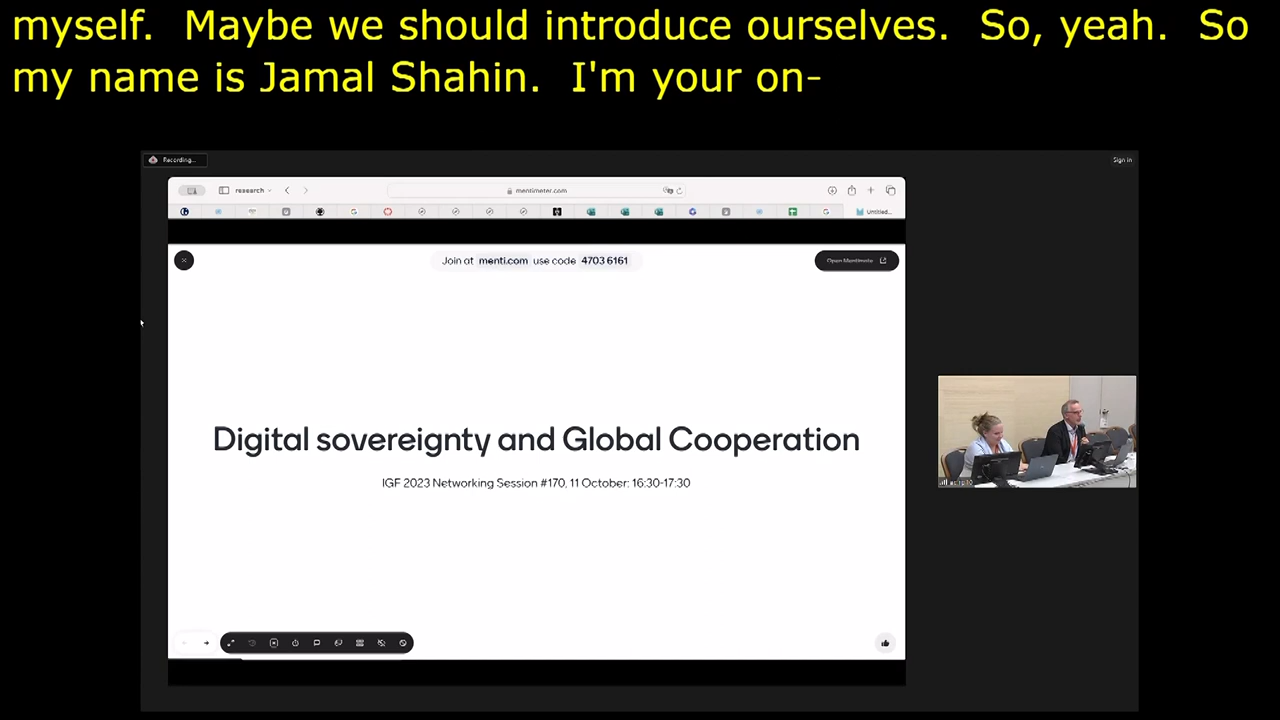 myself.  Maybe we should introduce ourselves.  So, yeah.  So
my name is Jamal Shahin.  I'm your on-
Recording...
Sign in
research
mentimeter.com
Untitled...
Join at menti.com use code 4703 6161
Open Mentimeter
Digital sovereignty and Global Cooperation
IGF 2023 Networking Session #170, 11 October: 16:30-17:30